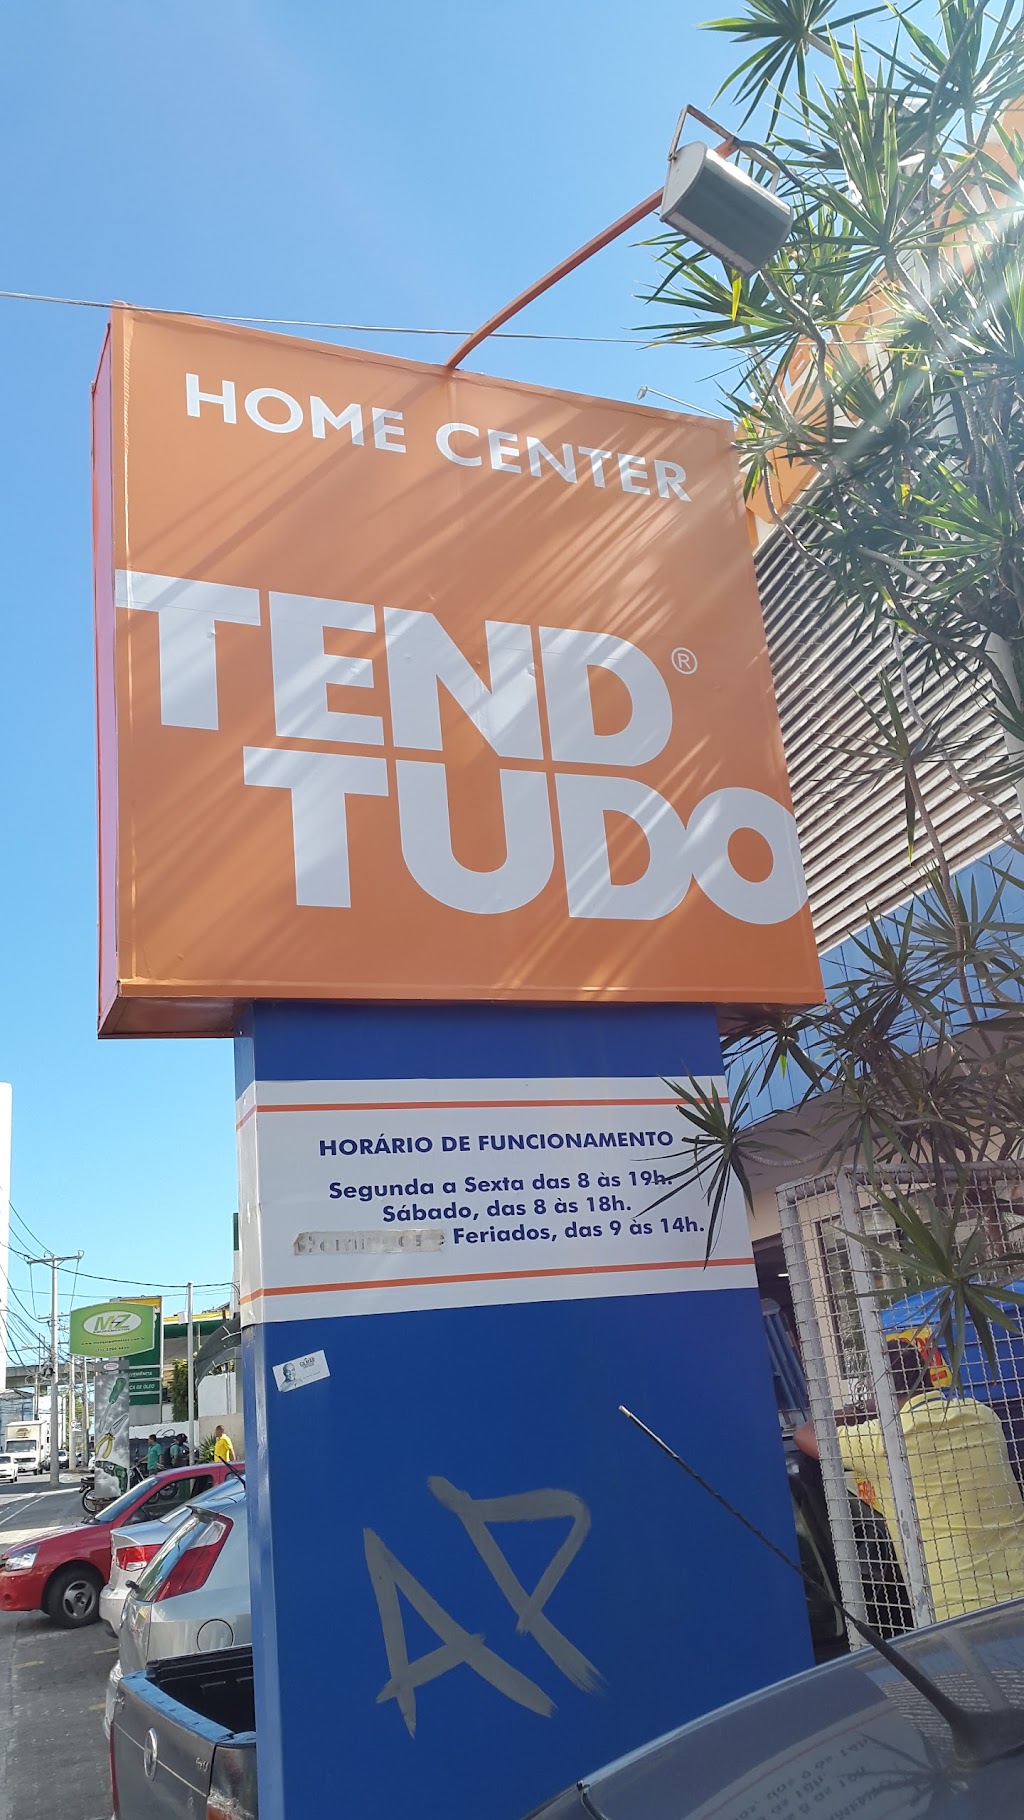 HOME CENTER
TEND®
TUDO
HORÁRIO DE FUNCIONAMENTO
Segunda a Sexta das 8 às 19h.
Sábado, das 8 às 18h.
Feriados, das 9 às 14h.
AP